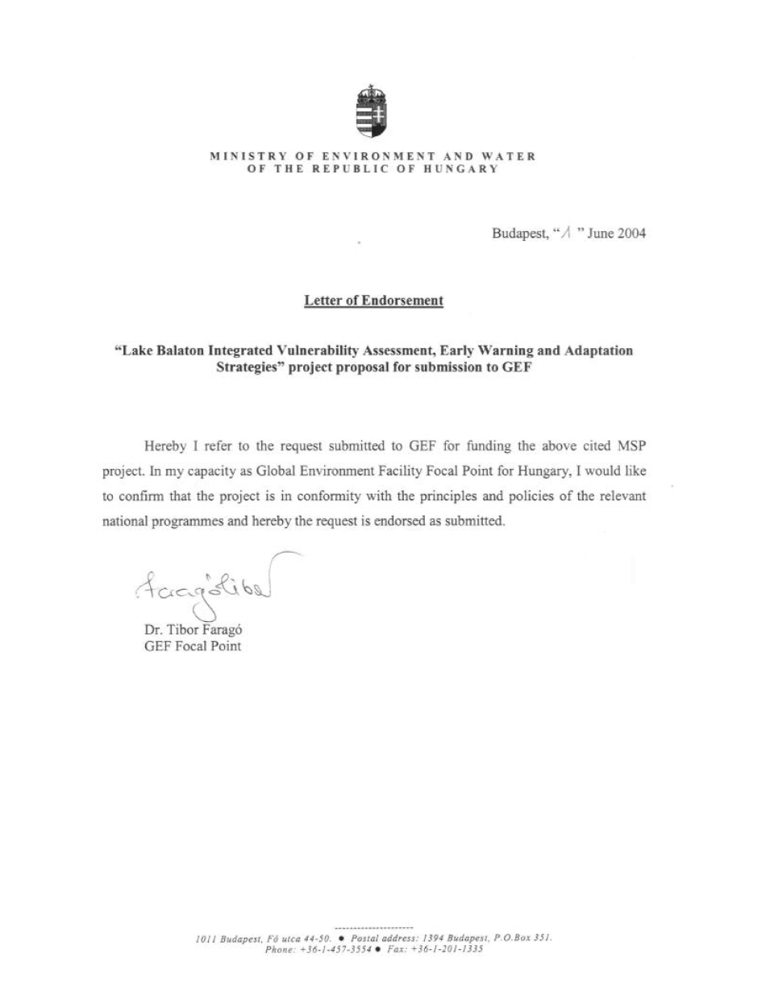 MINISTRY OF ENVIRONMENT AND WATER
OF THE REPUBLIC OF HUNGARY
Budapest, “1” June 2004
Letter of Endorsement
“Lake Balaton Integrated Vulnerability Assessment, Early Warning and Adaptation
Strategies” project proposal for submission to GEF
Hereby I refer to the request submitted to GEF for funding the above cited MSP
project. In my capacity as Global Environment Facility Focal Point for Hungary, I would like
to confirm that the project is in conformity with the principles and policies of the relevant
national programmes and hereby the request is endorsed as submitted.
Faragó Tibor
Dr. Tibor Faragó
GEF Focal Point
1011 Budapest, Fő utca 44-50. ● Postal address: 1394 Budapest, P.O.Box 351.
Phone: +36-1-457-3554 ● Fax: +36-1-201-1335